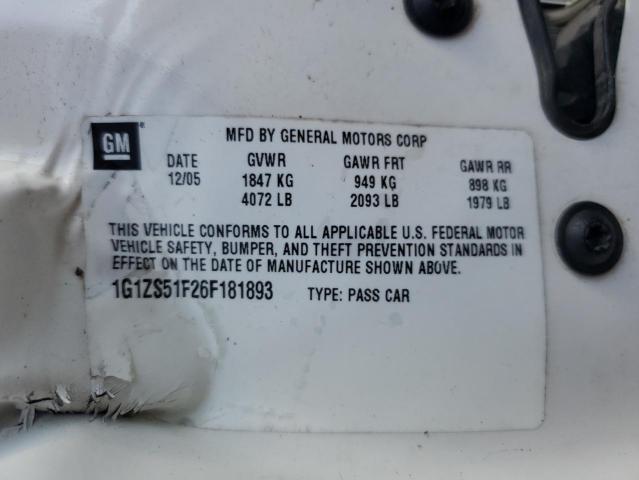 GM
MFD BY GENERAL MOTORS CORP
DATE GVWR GAWR FRT GAWR RR
12/05 1847 KG 949 KG 898 KG
4072 LB 2093 LB 1979 LB
THIS VEHICLE CONFORMS TO ALL APPLICABLE U.S. FEDERAL MOTOR
VEHICLE SAFETY, BUMPER, AND THEFT PREVENTION STANDARDS IN
EFFECT ON THE DATE OF MANUFACTURE SHOWN ABOVE.
1G1ZS51F26F181893 TYPE: PASS CAR